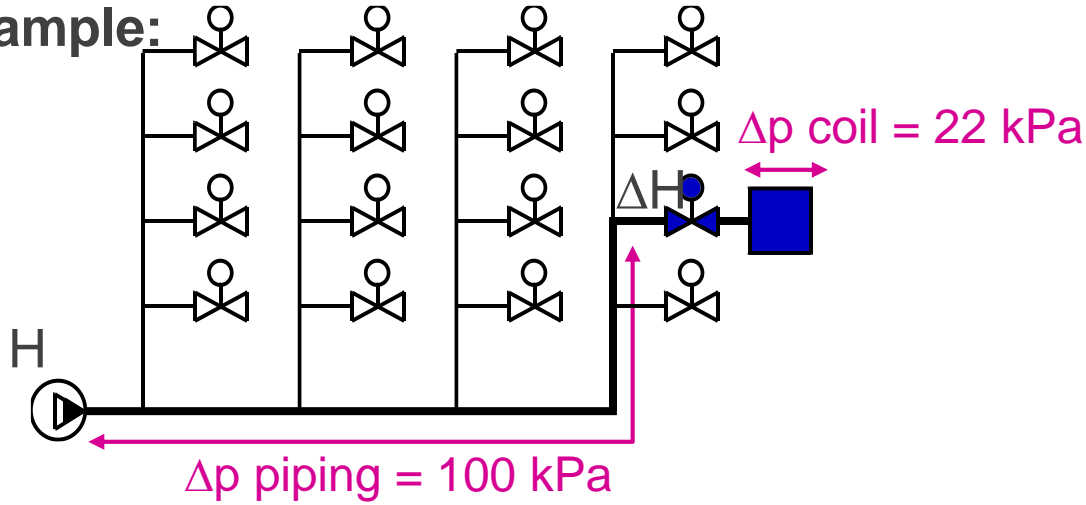 ample:
Δp coil = 22 kPa
ΔH
H
Δp piping = 100 kPa